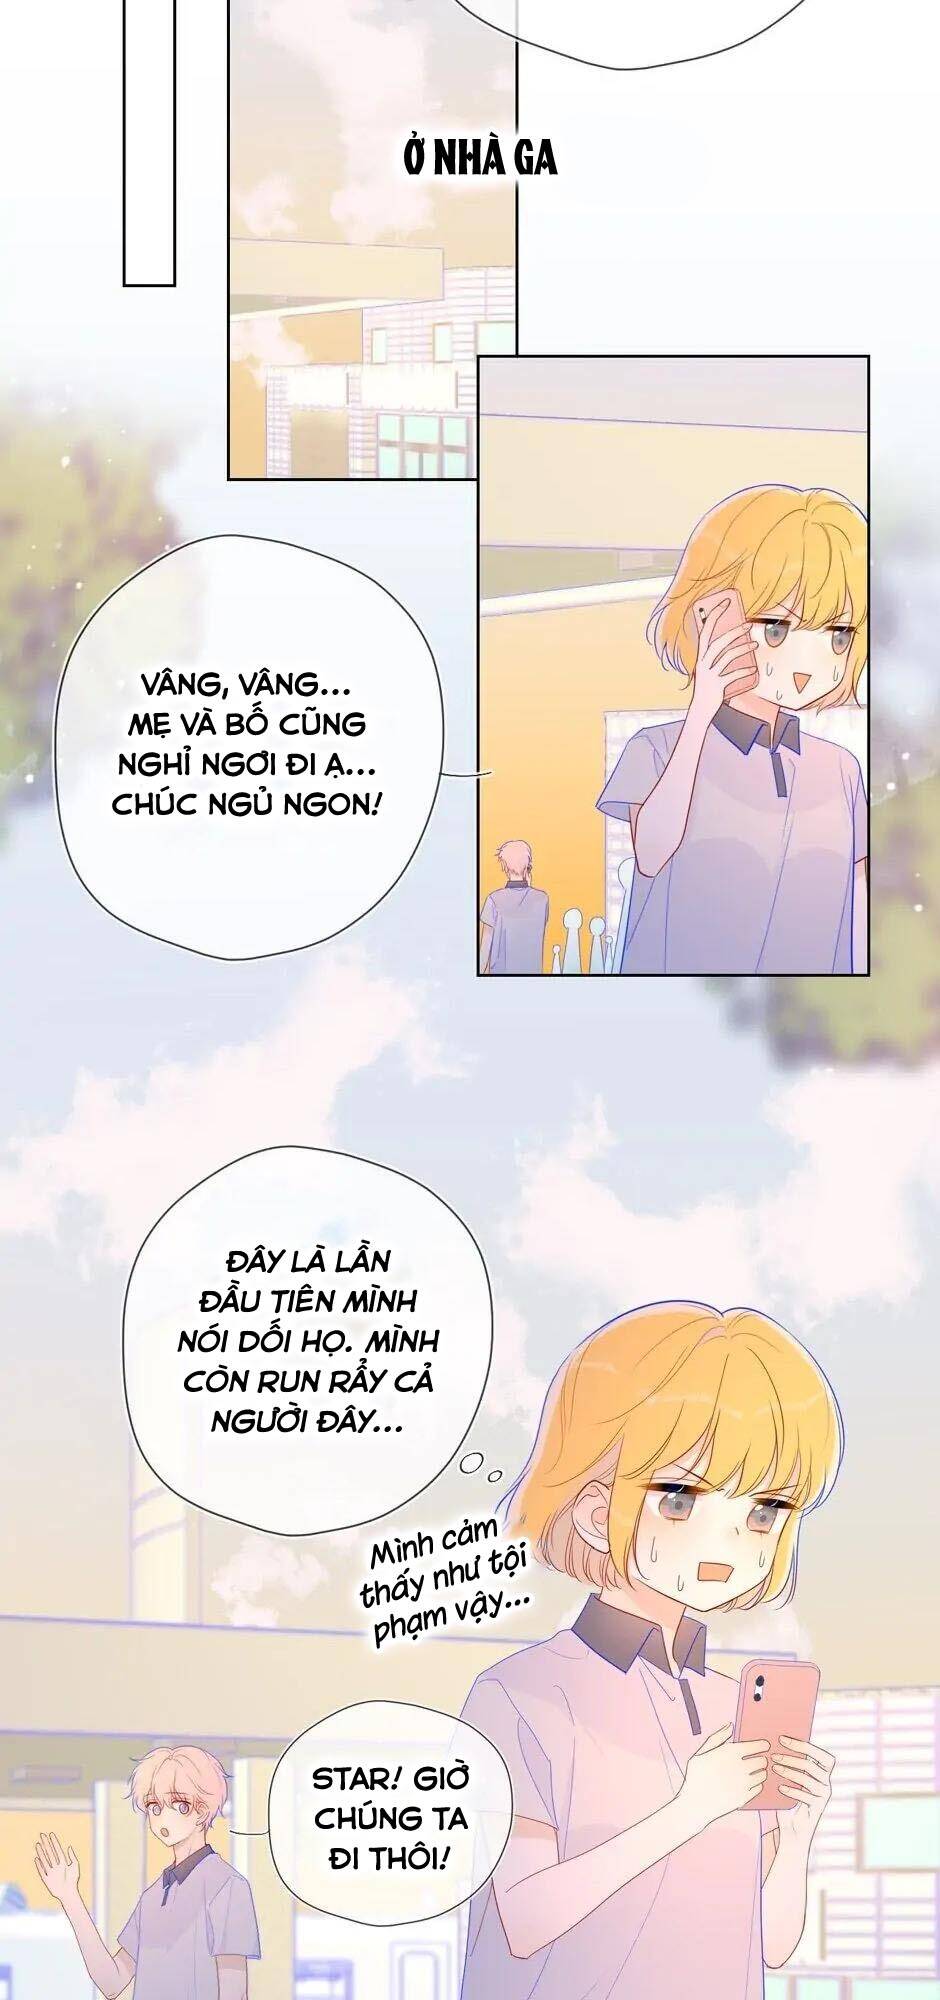 Ở NHÀ GA
VÂNG, VÂNG...
MẸ VÀ BỐ CŨNG
NGHỈ NGƠI ĐI Ạ...
CHÚC NGỦ NGON!
ĐÂY LÀ LẦN
ĐẦU TIÊN MÌNH
NÓI DỐI HỌ. MÌNH
CÒN RUN RẨY CẢ
NGƯỜI ĐÂY...
Mình cảm
thấy như tội
phạm vậy...
STAR! GIỜ
CHÚNG TA
ĐI THÔI!